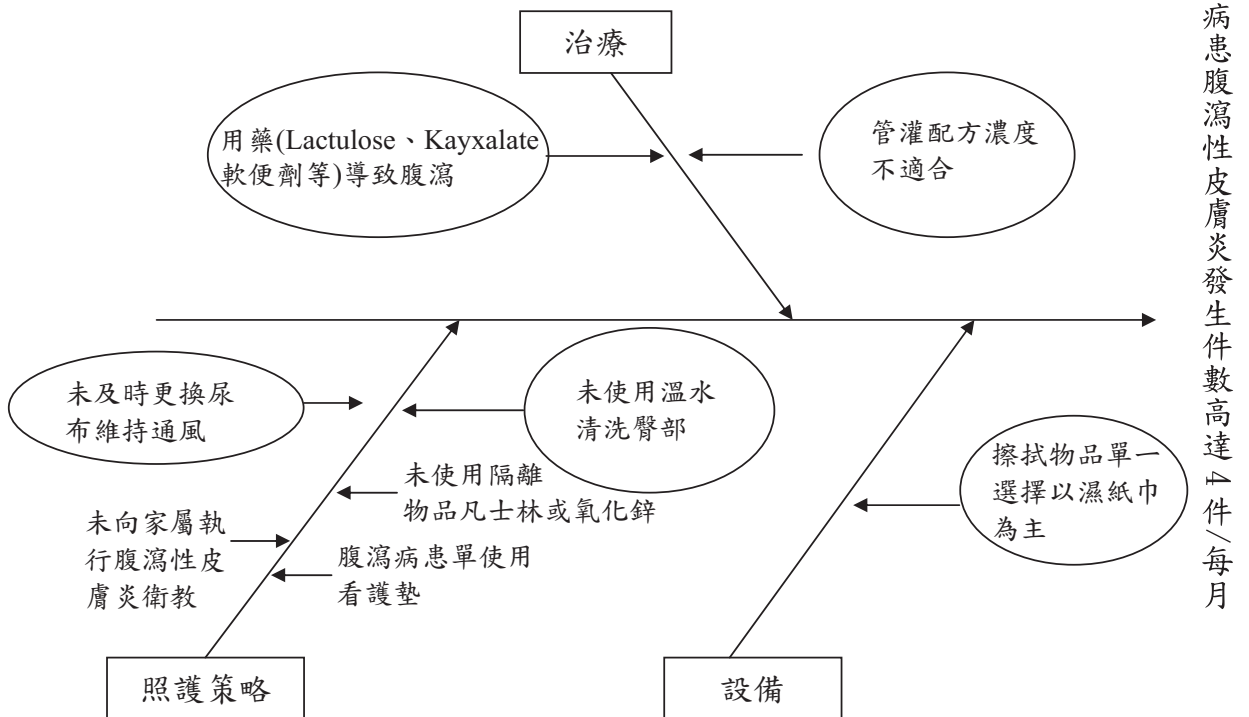 治療
用藥(Lactulose、Kayxalate
軟便劑等)導致腹瀉
管灌配方濃度
不適合
病患腹瀉性皮膚炎發生件數高達4件/每月
未及時更換尿
布維持通風
未使用溫水
清洗臀部
未使用隔離
物品凡士林或氧化鋅
未向家屬執
行腹瀉性皮
膚炎衛教
腹瀉病患單使用
看護墊
擦拭物品單一
選擇以濕紙巾
為主
照護策略
設備